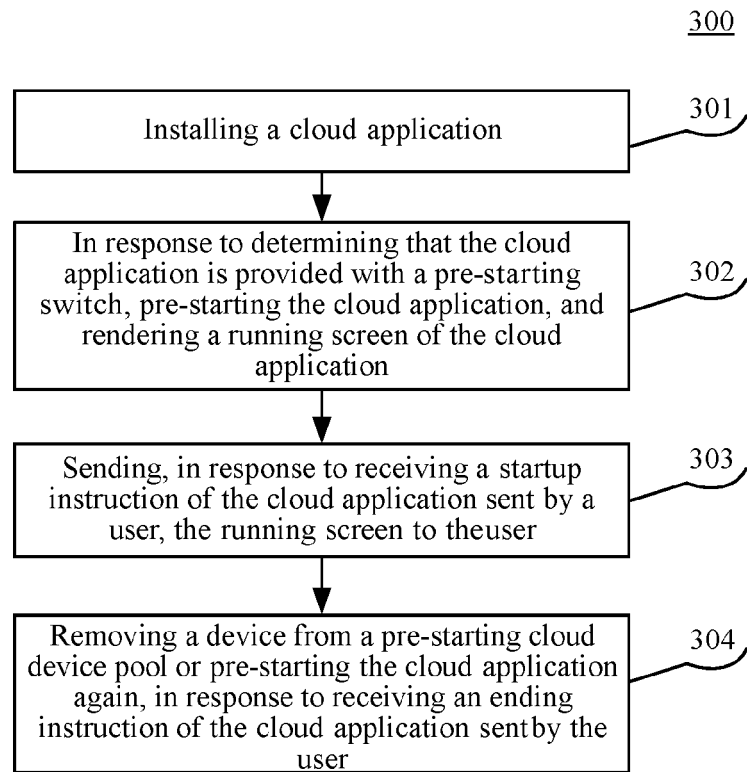 300
301
Installing a cloud application
In response to determining that the cloud
application is provided with a pre-starting
switch, pre-starting the cloud application, and
rendering a running screen of the cloud
application
302
Sending, in response to receiving a startup
instruction of the cloud application sent by a
user, the running screen to theuser
303
Removing a device from a pre-starting cloud
device pool or pre-starting the cloud application
again, in response to receiving an ending
instruction of the cloud application sent by the
user
304